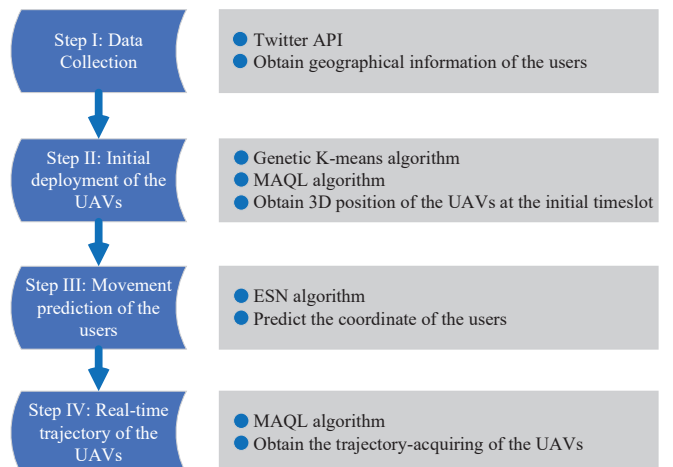 Step I: Data
Collection
Twitter API
Obtain geographical information of the users
Step II: Initial
deployment of the
UAVs
Genetic K-means algorithm
MAQL algorithm
Obtain 3D position of the UAVs at the initial timeslot
Step III: Movement
prediction of the
users
ESN algorithm
Predict the coordinate of the users
Step IV: Real-time
trajectory of the
UAVs
MAQL algorithm
Obtain the trajectory-acquiring of the UAVs